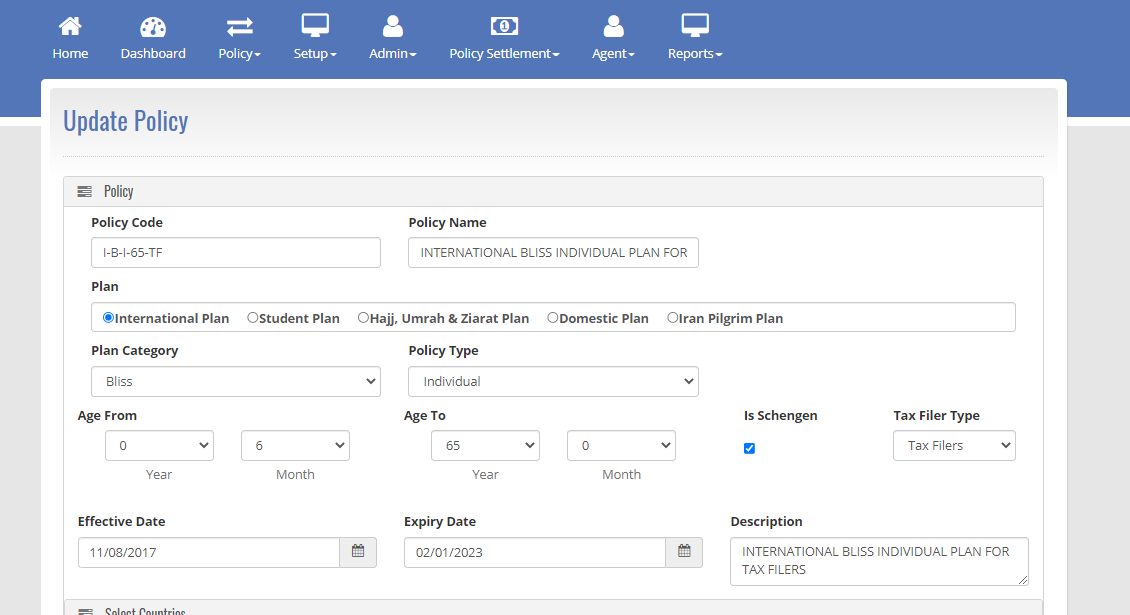 Home Dashboard Policy Setup Admin Policy Settlement Agent Reports
Update Policy
Policy
Policy Code Policy Name
I-B-I-65-TF INTERNATIONAL BLISS INDIVIDUAL PLAN FOR
Plan
International Plan Student Plan Hajj, Umrah & Ziarat Plan Domestic Plan Iran Pilgrim Plan
Plan Category Policy Type
Bliss Individual
Age From Age To Is Schengen Tax Filer Type
0 6 65 0 Tax Filers
Year Month Year Month
Effective Date Expiry Date Description
11/08/2017 02/01/2023 INTERNATIONAL BLISS INDIVIDUAL PLAN FOR
TAX FILERS
Select Countries